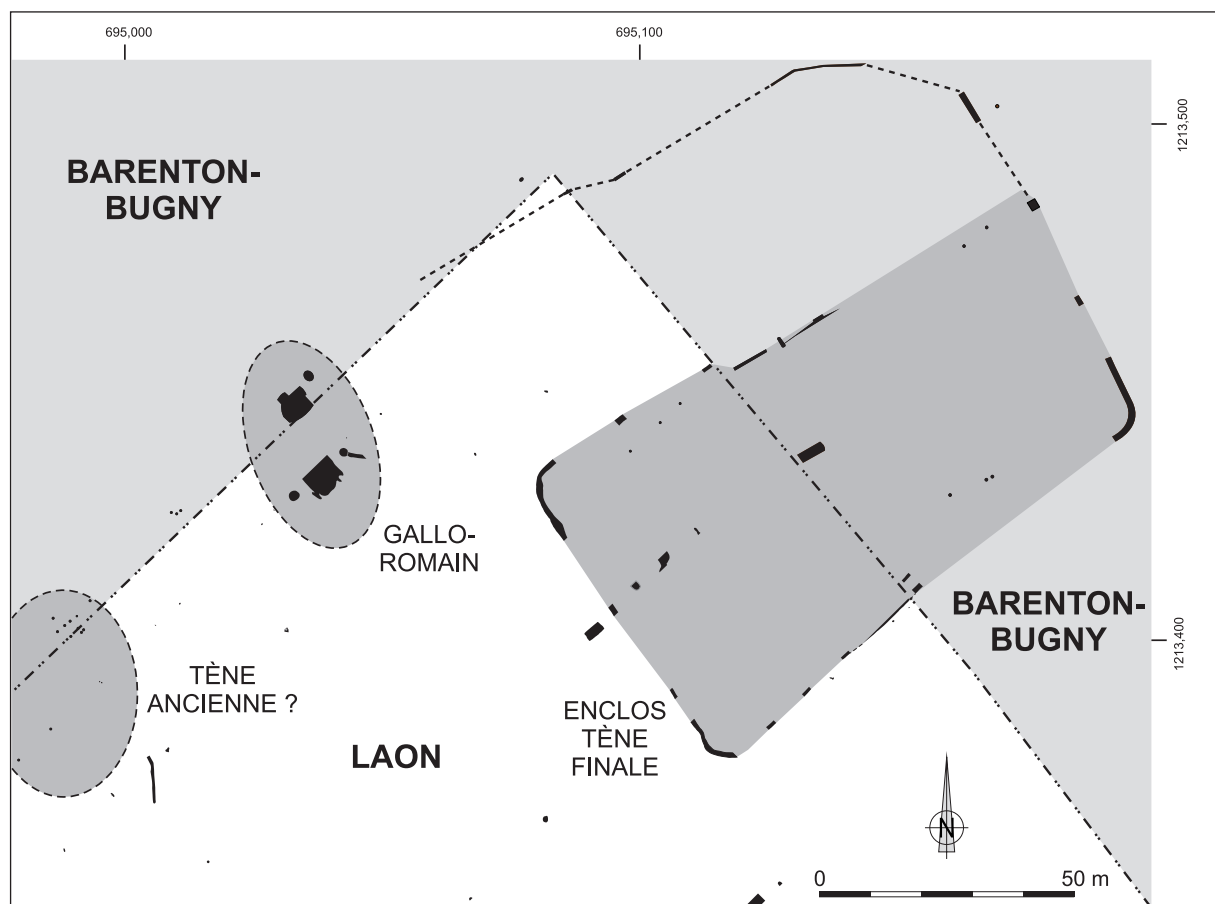 695,000
695,100
1213,500
BARENTON-
BUGNY
GALLO-
ROMAIN
BARENTON-
BUGNY
1213,400
TÈNE
ANCIENNE ?
ENCLOS
TÈNE
FINALE
LAON
N
0
50 m